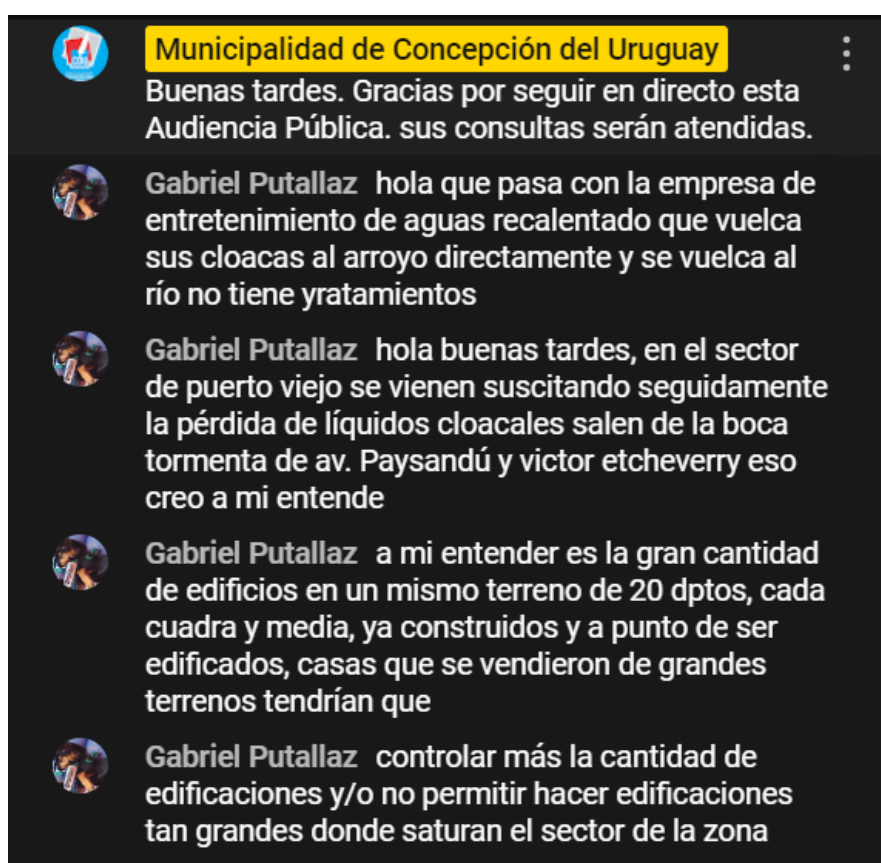 Municipalidad de Concepción del Uruguay
Buenas tardes. Gracias por seguir en directo esta
Audiencia Pública. sus consultas serán atendidas.
Gabriel Putallaz hola que pasa con la empresa de
entretenimiento de aguas recalentado que vuelca
sus cloacas al arroyo directamente y se vuelca al
río no tiene yratamientos
Gabriel Putallaz hola buenas tardes, en el sector
de puerto viejo se vienen suscitando seguidamente
la pérdida de líquidos cloacales salen de la boca
tormenta de av. Paysandú y victor etcheverry eso
creo a mi entende
Gabriel Putallaz a mi entender es la gran cantidad
de edificios en un mismo terreno de 20 dptos, cada
cuadra y media, ya construidos y a punto de ser
edificados, casas que se vendieron de grandes
terrenos tendrían que
Gabriel Putallaz controlar más la cantidad de
edificaciones y/o no permitir hacer edificaciones
tan grandes donde saturan el sector de la zona